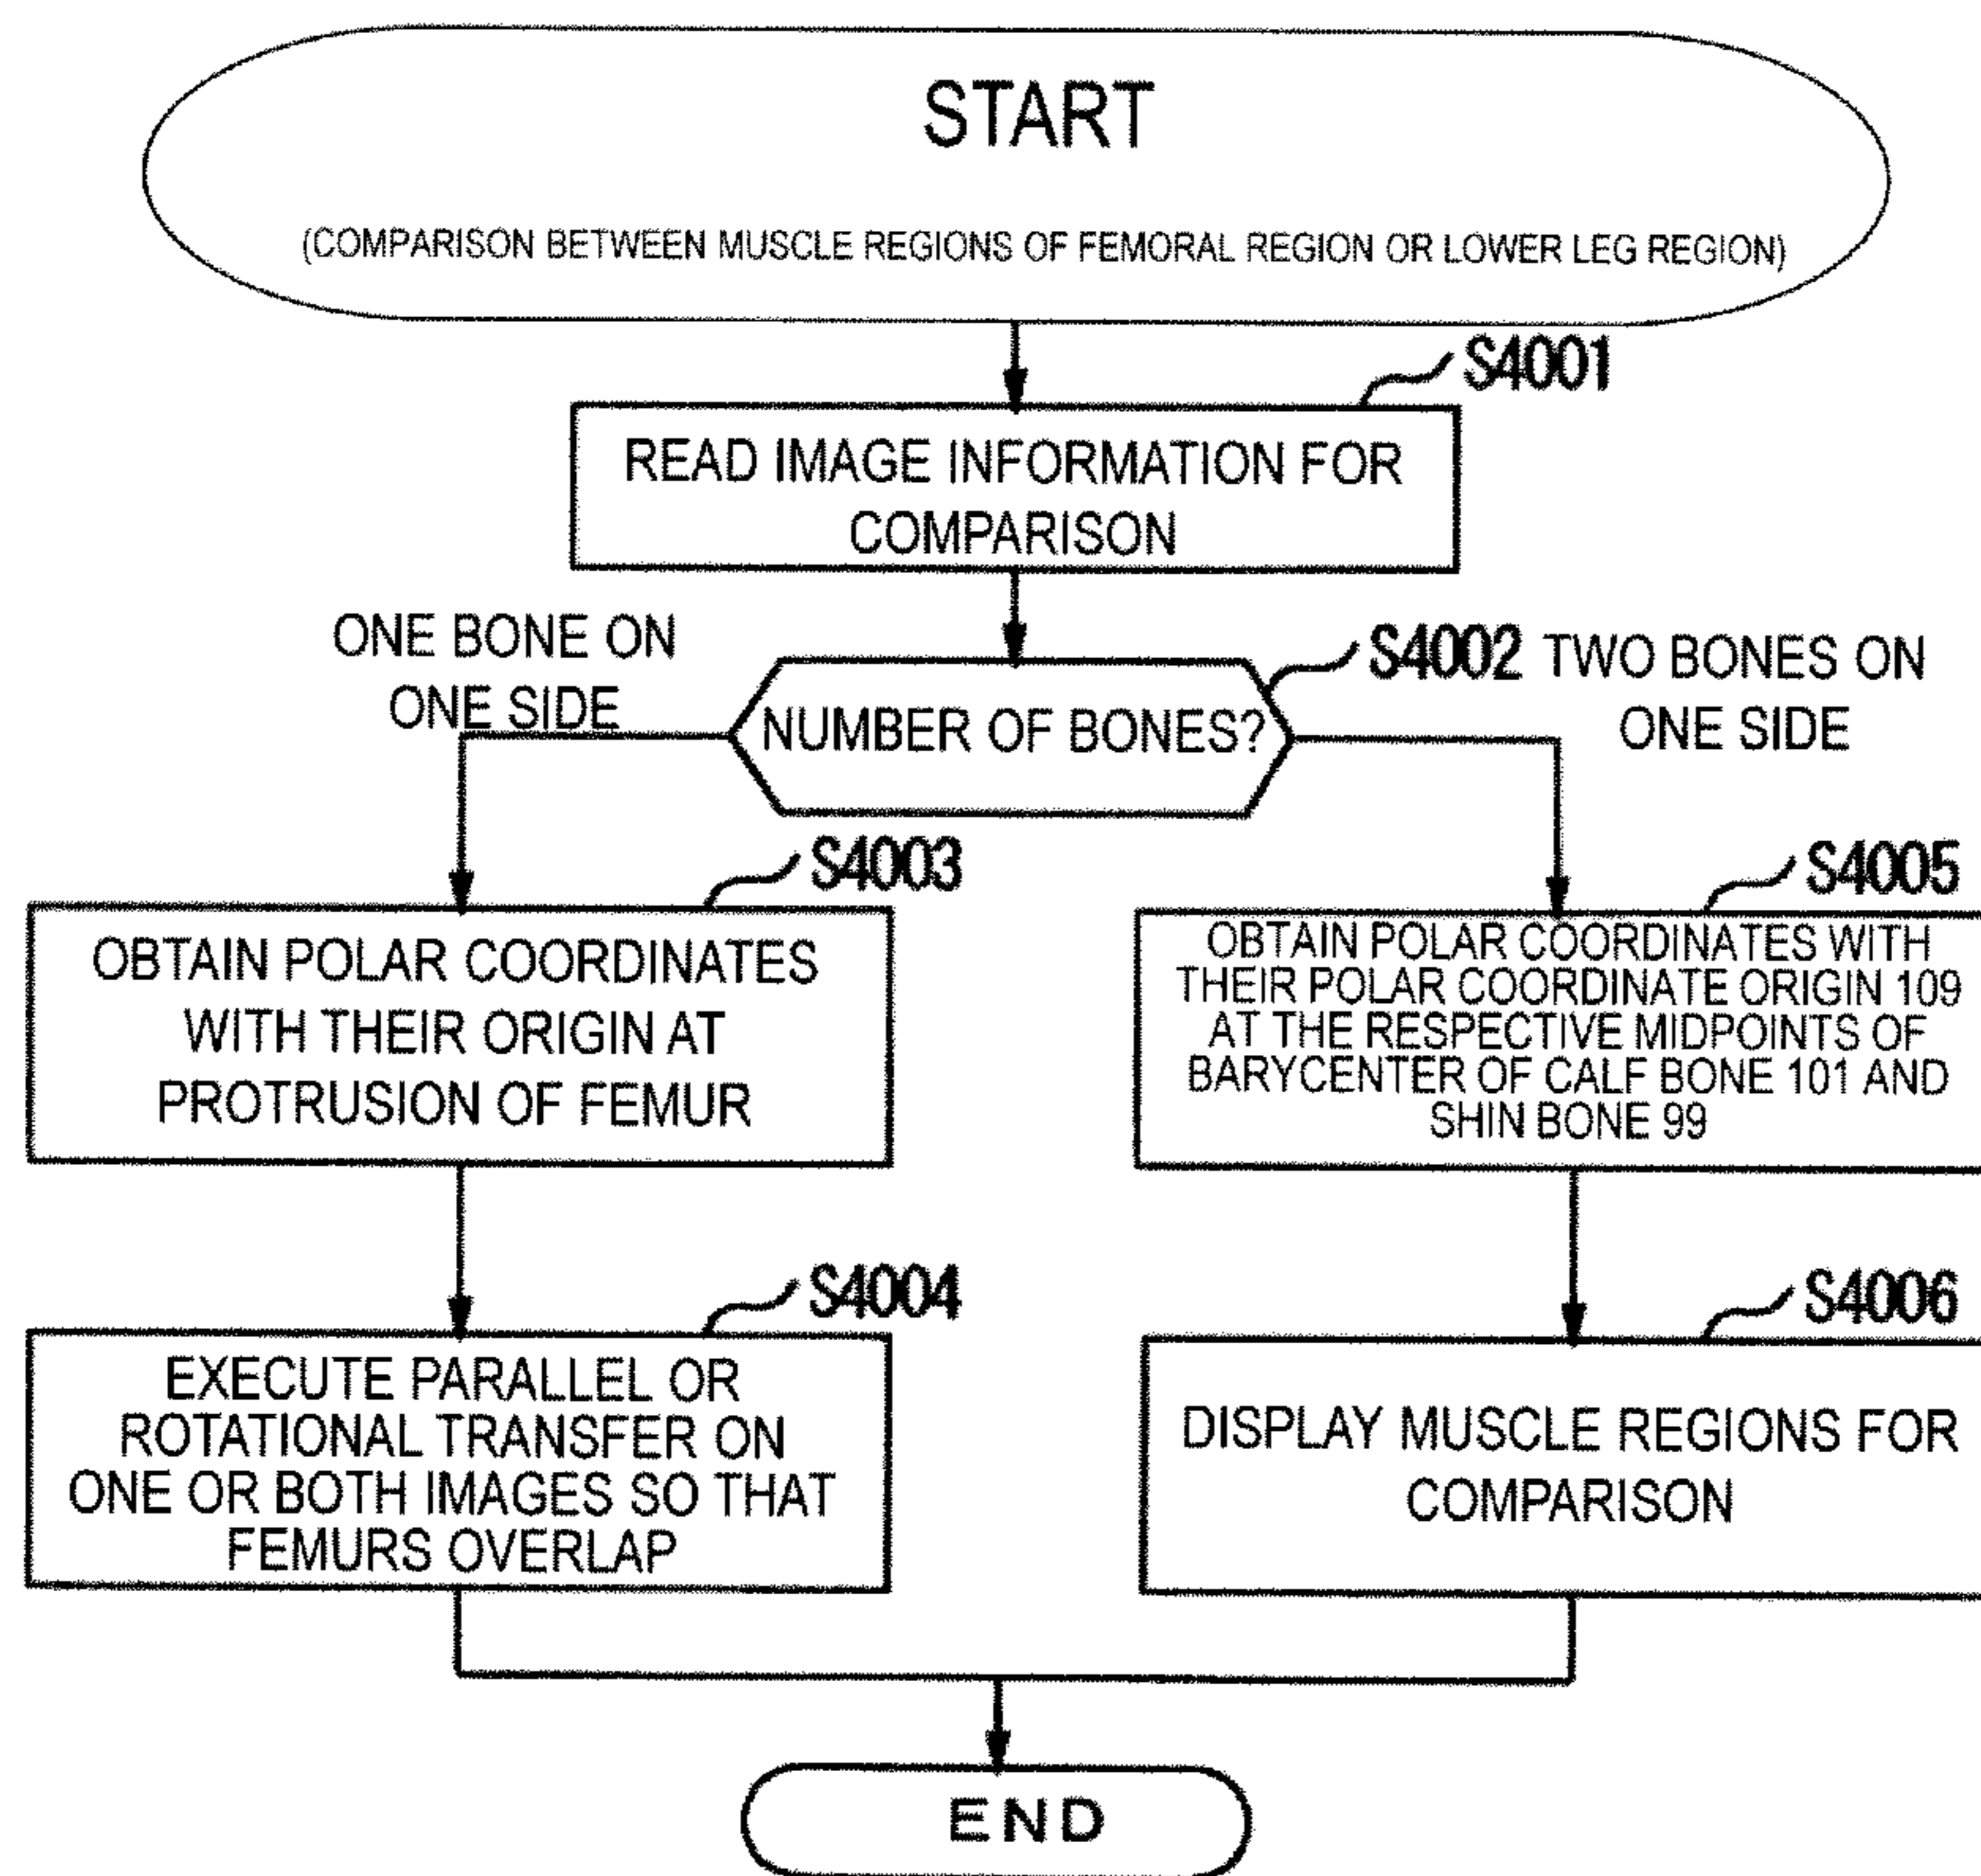 START
(COMPARISON BETWEEN MUSCLE REGIONS OF FEMORAL REGION OR LOWER LEG REGION)
S4001
READ IMAGE INFORMATION FOR
COMPARISON
ONE BONE ON
ONE SIDE
S4002
NUMBER OF BONES?
TWO BONES ON
ONE SIDE
S4003
OBTAIN POLAR COORDINATES
WITH THEIR ORIGIN AT
PROTRUSION OF FEMUR
S4005
OBTAIN POLAR COORDINATES WITH
THEIR POLAR COORDINATE ORIGIN 109
AT THE RESPECTIVE MIDPOINTS OF
BARYCENTER OF CALF BONE 101 AND
SHIN BONE 99
S4004
EXECUTE PARALLEL OR
ROTATIONAL TRANSFER ON
ONE OR BOTH IMAGES SO THAT
FEMURS OVERLAP
S4006
DISPLAY MUSCLE REGIONS FOR
COMPARISON
END